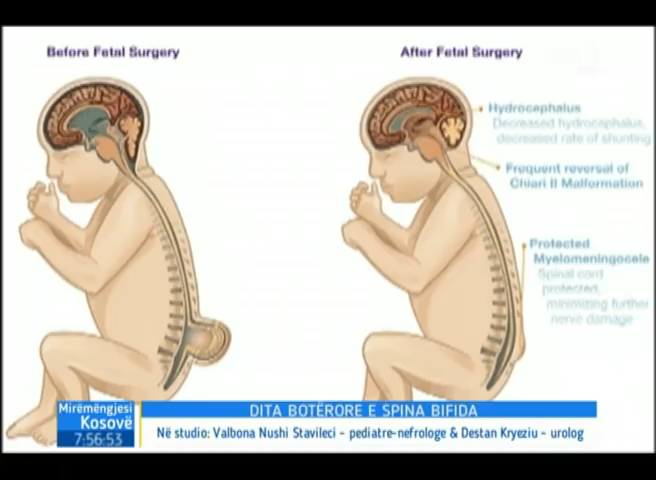 Before Fetal Surgery
After Fetal Surgery
Hydrocephalus
Decreased hydrocephalus,
decreased rate of shunting
Frequent reversal of
Chiari II Malformation
Protected
Myelomeningocele
Spinal cord
protected,
minimizing further
nerve damage
Mirëmëngjesi
Kosovë
7:56:53
DITA BOTËRORE E SPINA BIFIDA
Në studio: Valbona Nushi Stavileci - pediatre-nefrologe & Destan Kryeziu - urolog